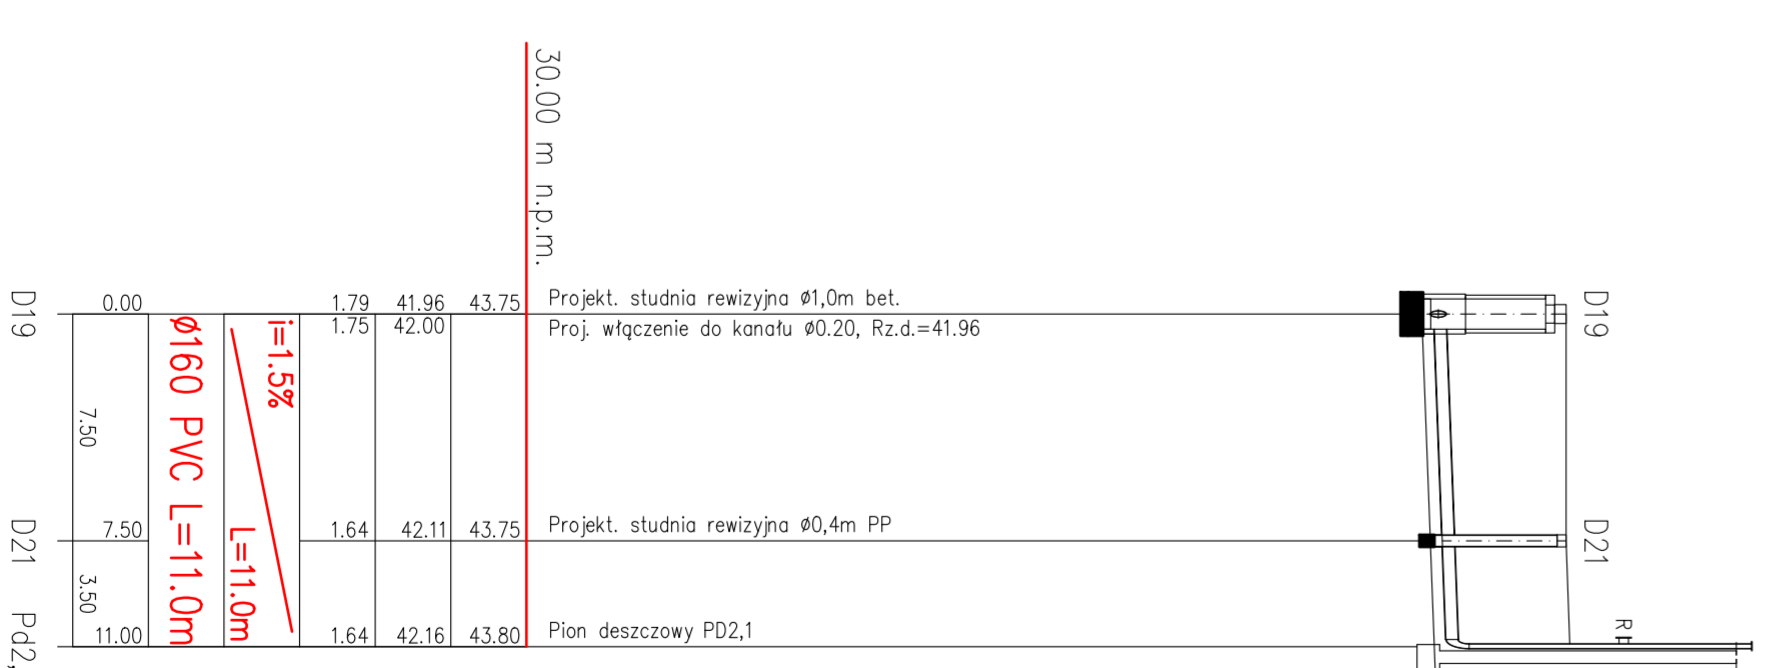 30.00 m n.p.m.
D19
0.00
1.79
41.96
43.75
Projekt. studnia rewizyjna ø1,0m bet.
D19
1.75
42.00
Proj. włączenie do kanału ø0.20, Rz.d.=41.96
i=1.5%
Ø160 PVC L=11.0m
L=11.0m
7.50
D21
7.50
1.64
42.11
43.75
Projekt. studnia rewizyjna ø0,4m PP
D21
3.50
Pd2,
11.00
1.64
42.16
43.80
Pion deszczowy PD2,1
R